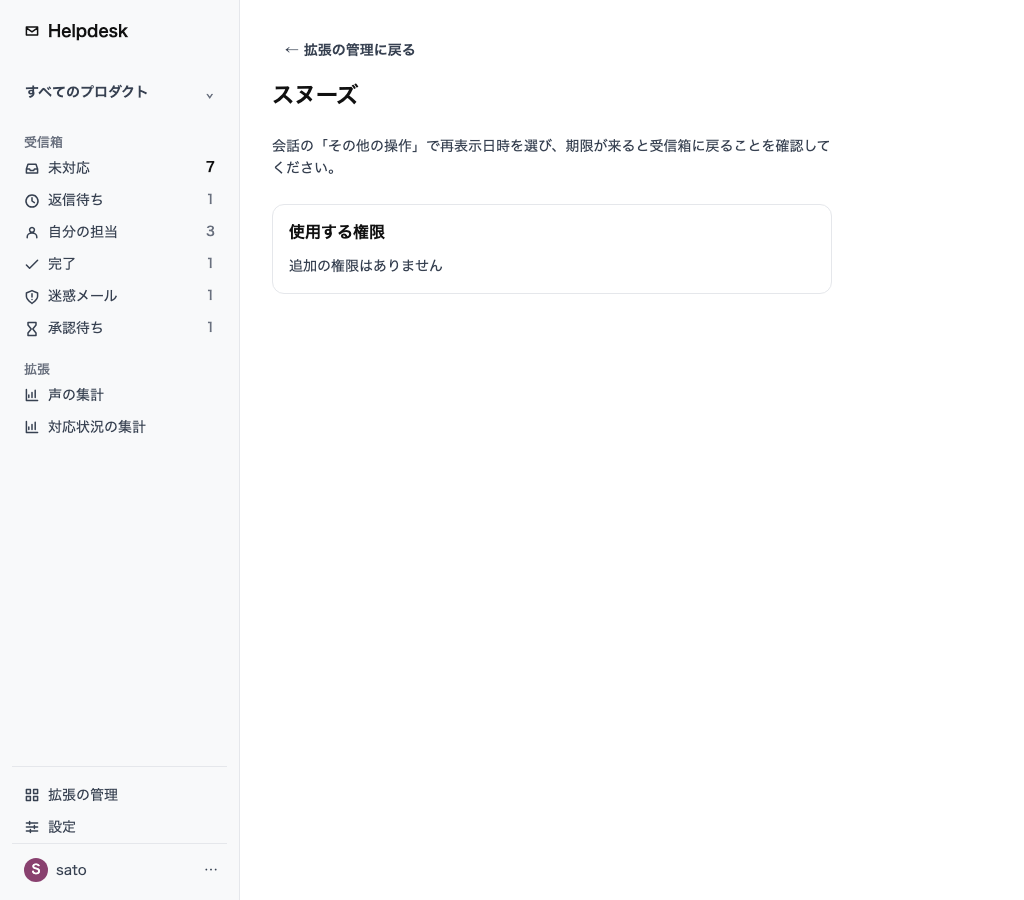 Helpdesk
すべてのプロダクト
受信箱
未対応 7
返信待ち 1
自分の担当 3
完了 1
迷惑メール 1
承認待ち 1
拡張
声の集計
対応状況の集計
拡張の管理
設定
S sato ...
← 拡張の管理に戻る
スヌーズ
会話の「その他の操作」で再表示日時を選び、期限が来ると受信箱に戻ることを確認して
ください。
使用する権限
追加の権限はありません